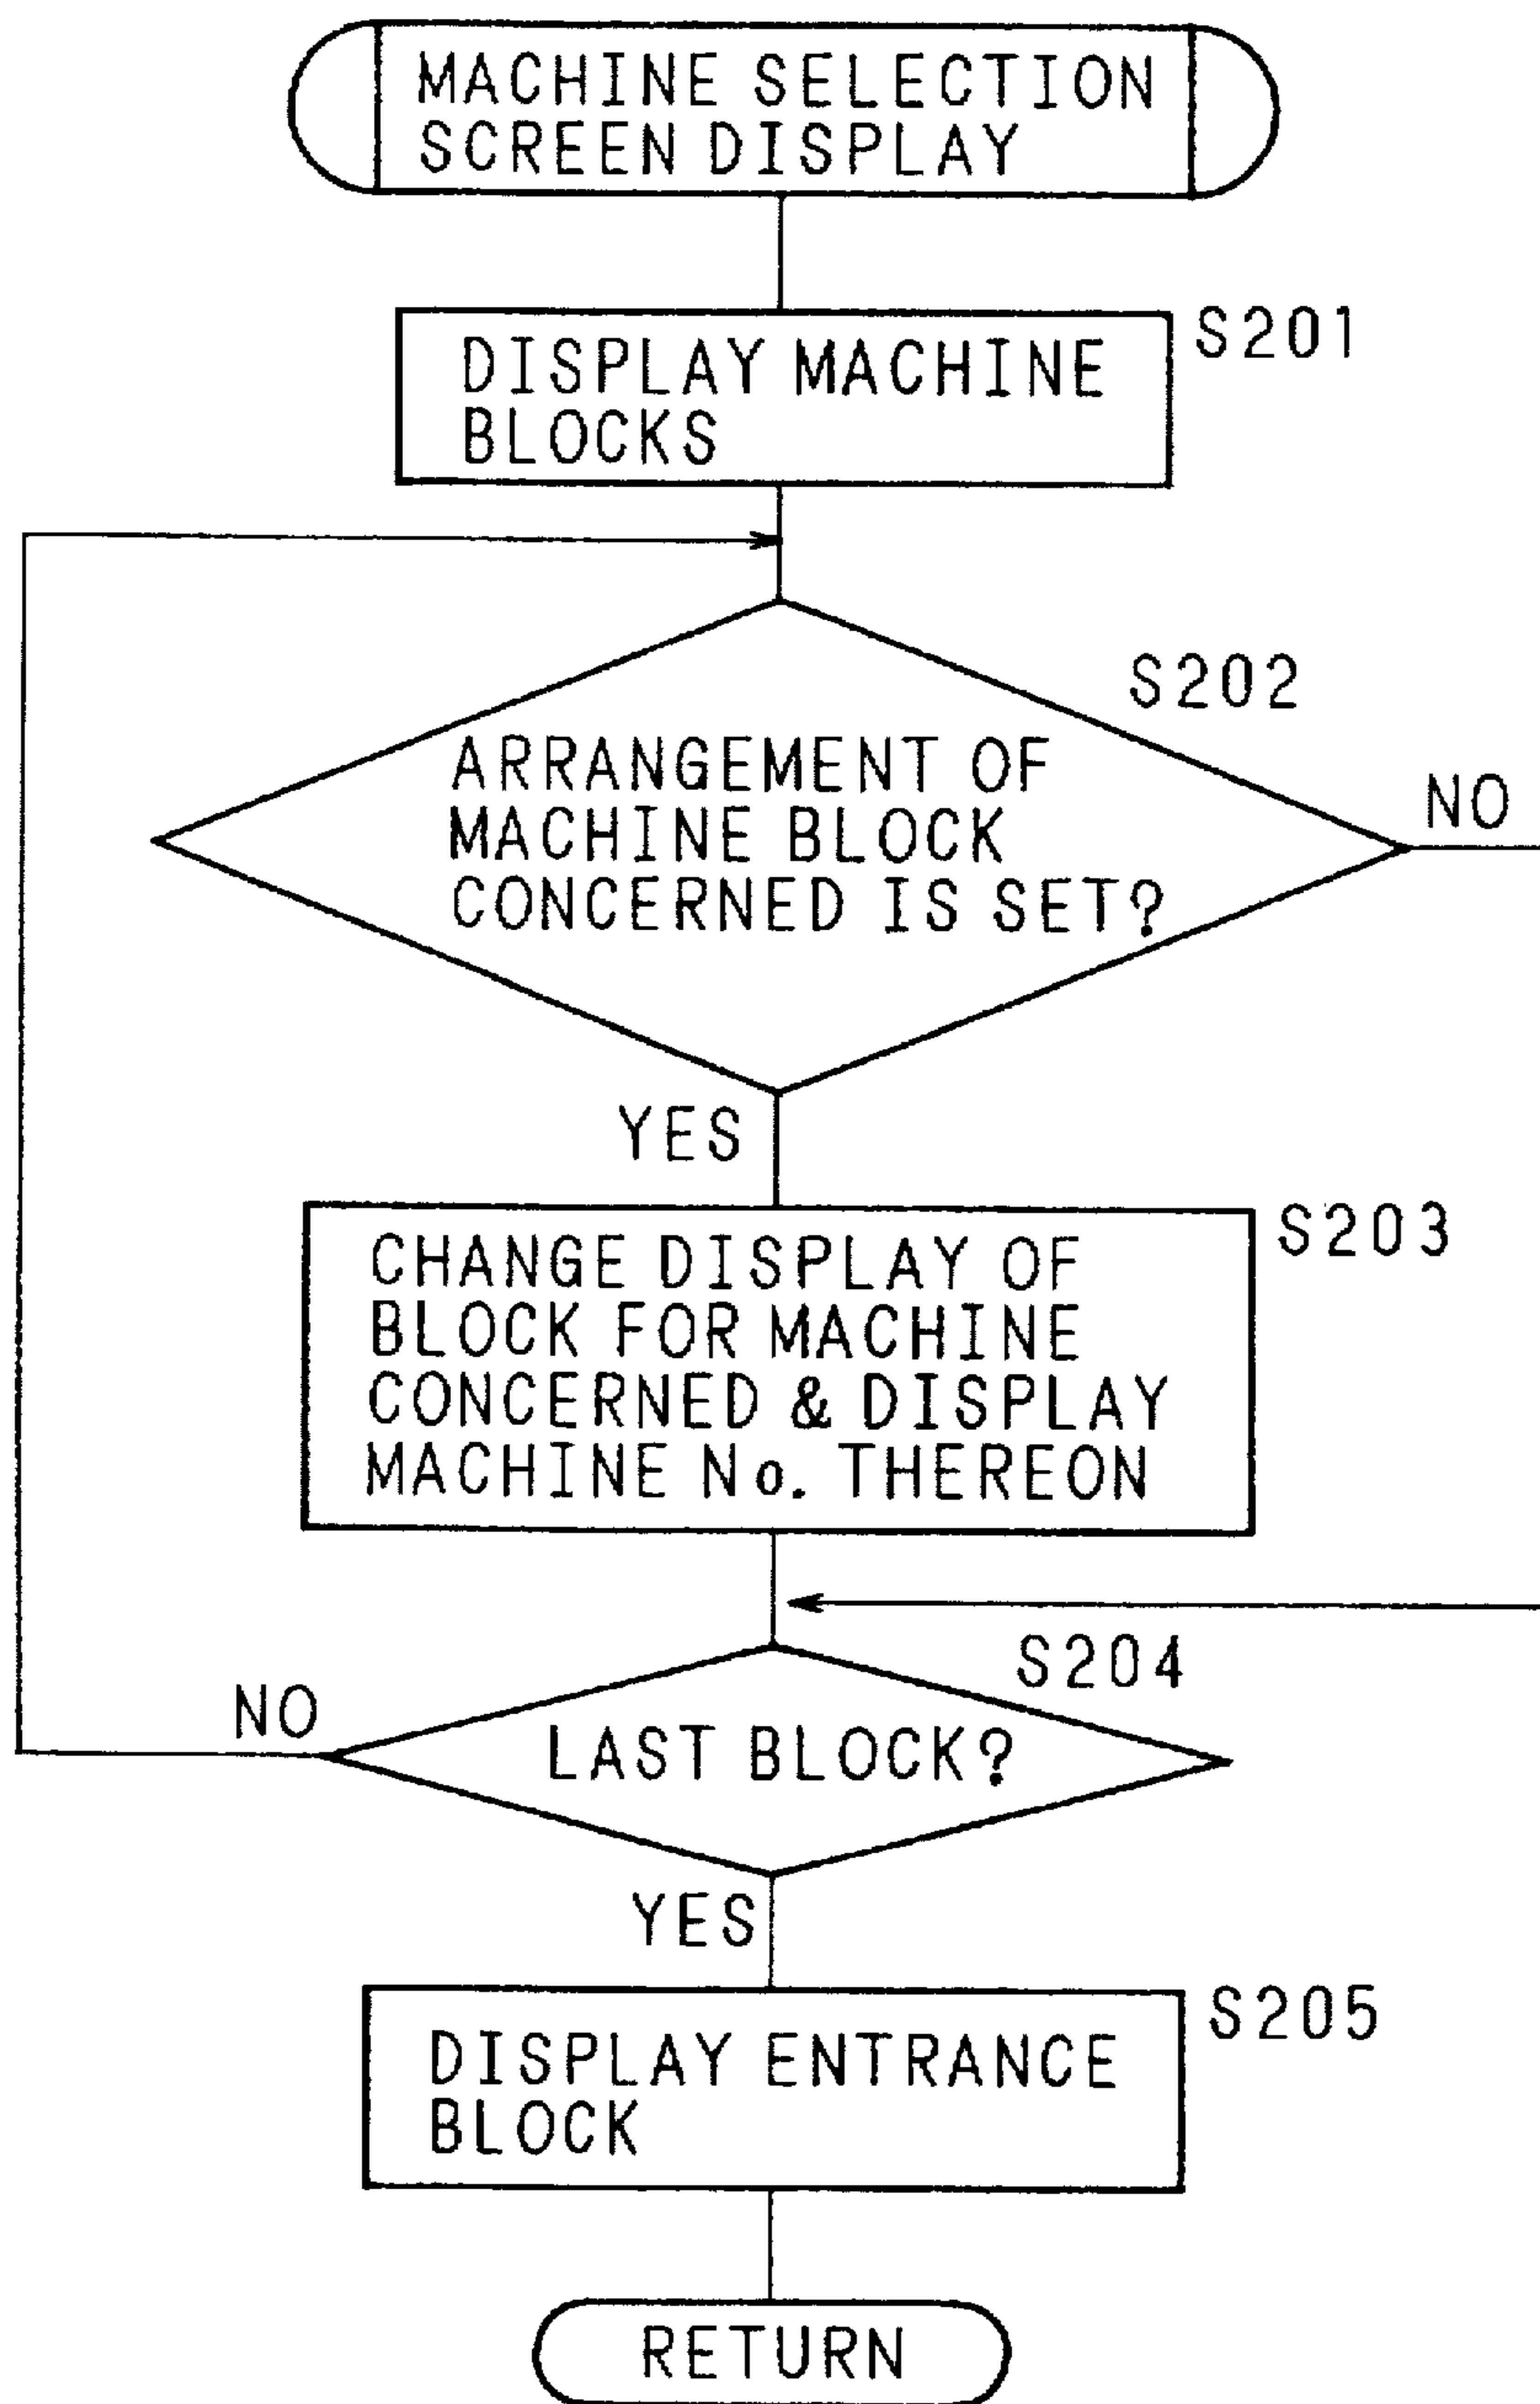 MACHINE SELECTION
SCREEN DISPLAY
S201
DISPLAY MACHINE
BLOCKS
S202
ARRANGEMENT OF
MACHINE BLOCK
CONCERNED IS SET?
NO
YES
S203
CHANGE DISPLAY OF
BLOCK FOR MACHINE
CONCERNED & DISPLAY
MACHINE No. THEREON
S204
NO
LAST BLOCK?
YES
S205
DISPLAY ENTRANCE
BLOCK
RETURN